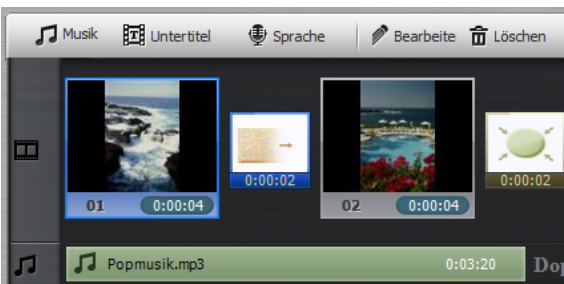 Musik Untertitel Sprache Bearbeite Löschen
0:00:02 0:00:02
01 0:00:04 02 0:00:04
Popmusik.mp3 0:03:20 Dop